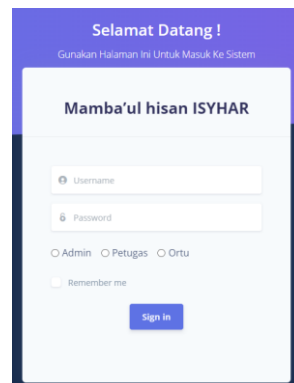 Selamat Datang !
Gunakan Halaman Ini Untuk Masuk Ke Sistem
Mamba'ul hisan ISYHAR
Username
Password
Admin Petugas Ortu
Remember me
Sign in